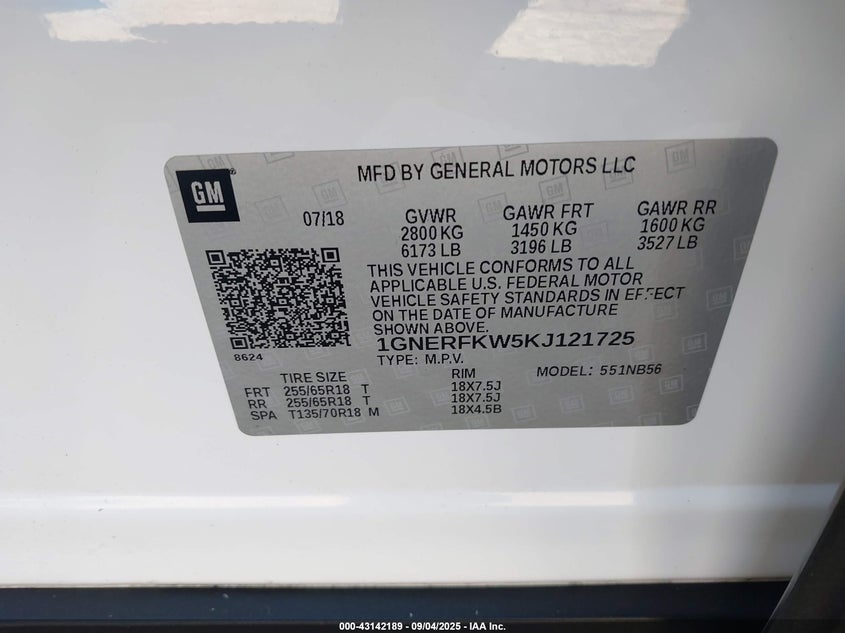 GM
MFD BY GENERAL MOTORS LLC
07/18
GVWR
2800 KG
6173 LB
GAWR FRT
1450 KG
3196 LB
GAWR RR
1600 KG
3527 LB
THIS VEHICLE CONFORMS TO ALL
APPLICABLE U.S. FEDERAL MOTOR
VEHICLE SAFETY STANDARDS IN EFFECT
ON THE DATE OF MANUFACTURE
SHOWN ABOVE.
8624
1GNERFKW5KJ121725
TYPE: M.P.V.
MODEL: 551NB56
TIRE SIZE RIM
FRT 255/65R18 T 18X7.5J
RR 255/65R18 T 18X7.5J
SPA T135/70R18 M 18X4.5B
000-43142189 - 09/04/2025 - IAA Inc.